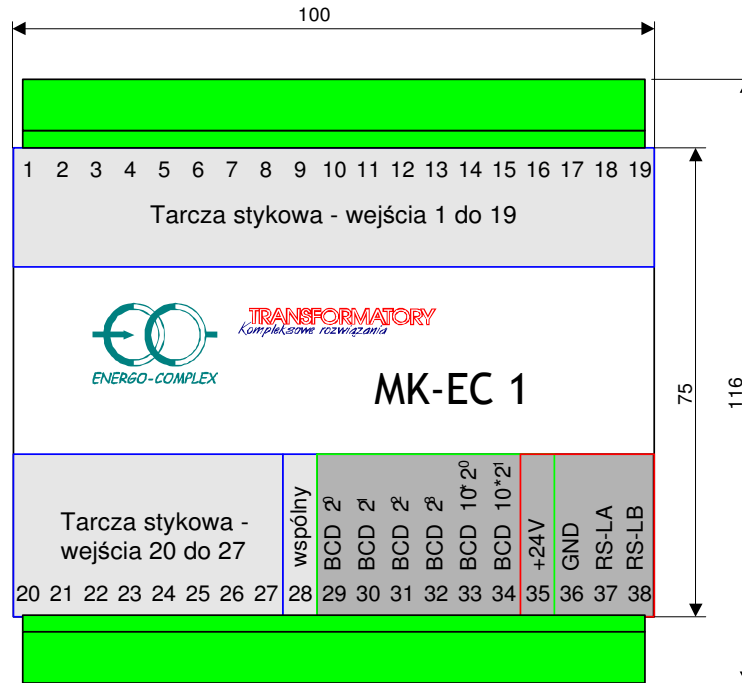 100
1 2 3 4 5 6 7 8 9 10 11 12 13 14 15 16 17 18 19
Tarcza stykowa - wejścia 1 do 19
TRANSFORMATORY
Kompleksowe rozwiązania
ENERGO-COMPLEX
MK-EC 1
75
116
Tarcza stykowa -
wejścia 20 do 27
wspólny
BCD 2⁰
BCD 2¹
BCD 2²
BCD 2³
BCD 10*2⁰
BCD 10*2¹
+24V
GND
RS-LA
RS-LB
20 21 22 23 24 25 26 27 28 29 30 31 32 33 34 35 36 37 38